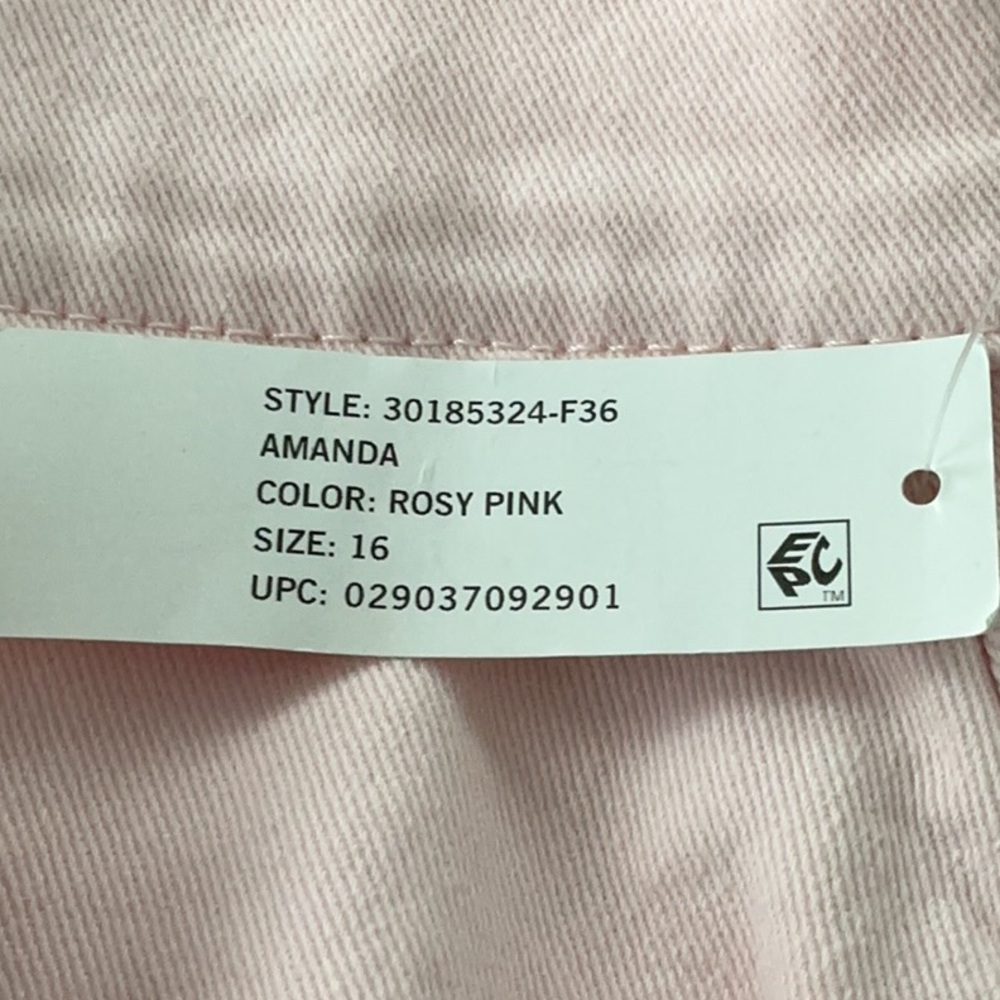 STYLE: 30185324-F36
AMANDA
COLOR: ROSY PINK
SIZE: 16
UPC: 029037092901
EPC
TM